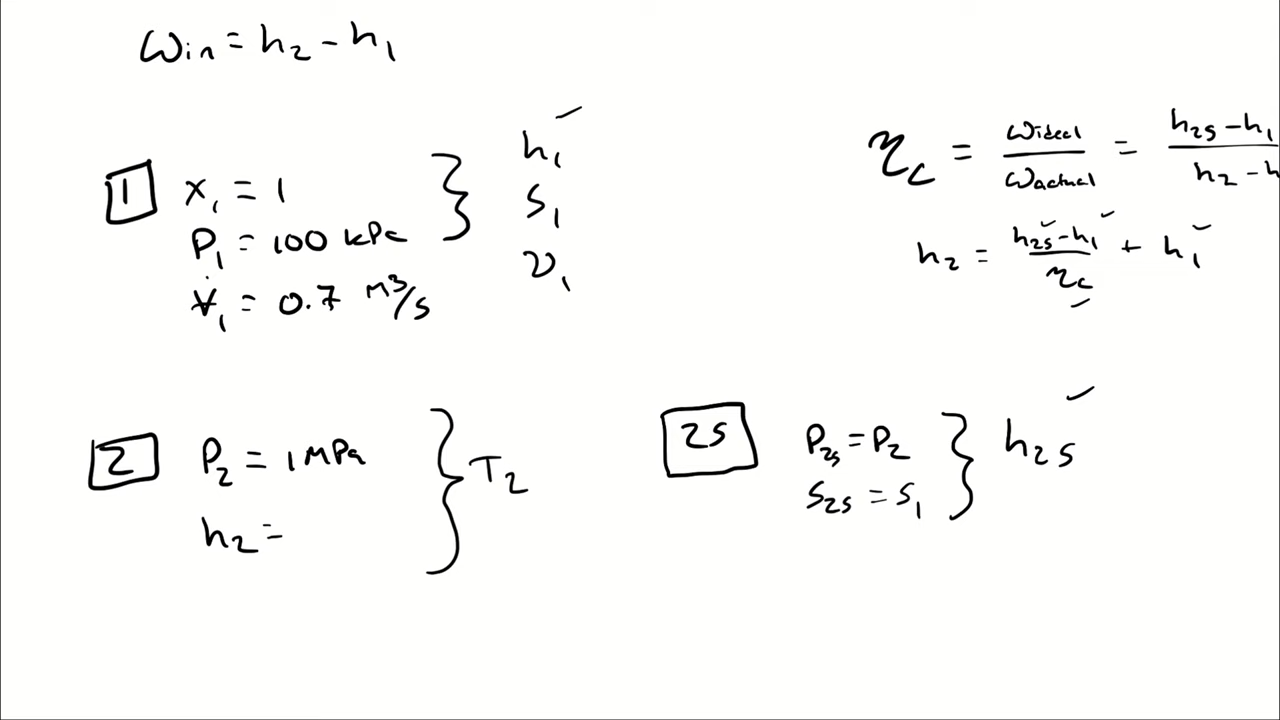 win = h2 - h1
1 x1 = 1
P1 = 100 kPa
V̇1 = 0.7 m³/s
h1 ✓
s1
v1
ηc = wideal/wactual = (h2s - h1)/(h2 - h
h2 = (h2s ✓ - h1 ✓)/ηc ✓ + h1 ✓
2 P2 = 1 MPa
h2 =
T2
2s P2s = P2
s2s = s1
h2s ✓